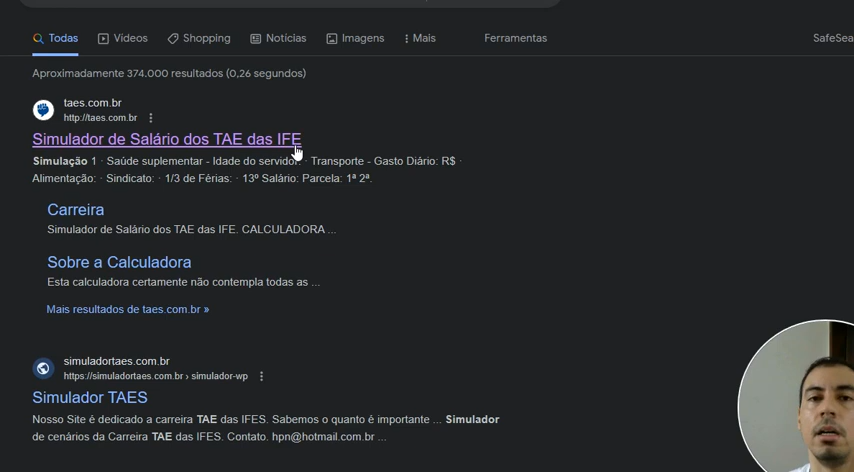 Todas Vídeos Shopping Notícias Imagens Mais Ferramentas SafeSea
Aproximadamente 374.000 resultados (0,26 segundos)
taes.com.br
http://taes.com.br
Simulador de Salário dos TAE das IFE
Simulação 1 · Saúde suplementar - Idade do servidor: · Transporte - Gasto Diário: R$ ·
Alimentação: · Sindicato: · 1/3 de Férias: · 13º Salário: Parcela: 1ª 2ª.
Carreira
Simulador de Salário dos TAE das IFE. CALCULADORA ...
Sobre a Calculadora
Esta calculadora certamente não contempla todas as ...
Mais resultados de taes.com.br »
simuladortaes.com.br
https://simuladortaes.com.br › simulador-wp
Simulador TAES
Nosso Site é dedicado a carreira TAE das IFES. Sabemos o quanto é importante ... Simulador
de cenários da Carreira TAE das IFES. Contato. hpn@hotmail.com.br ...